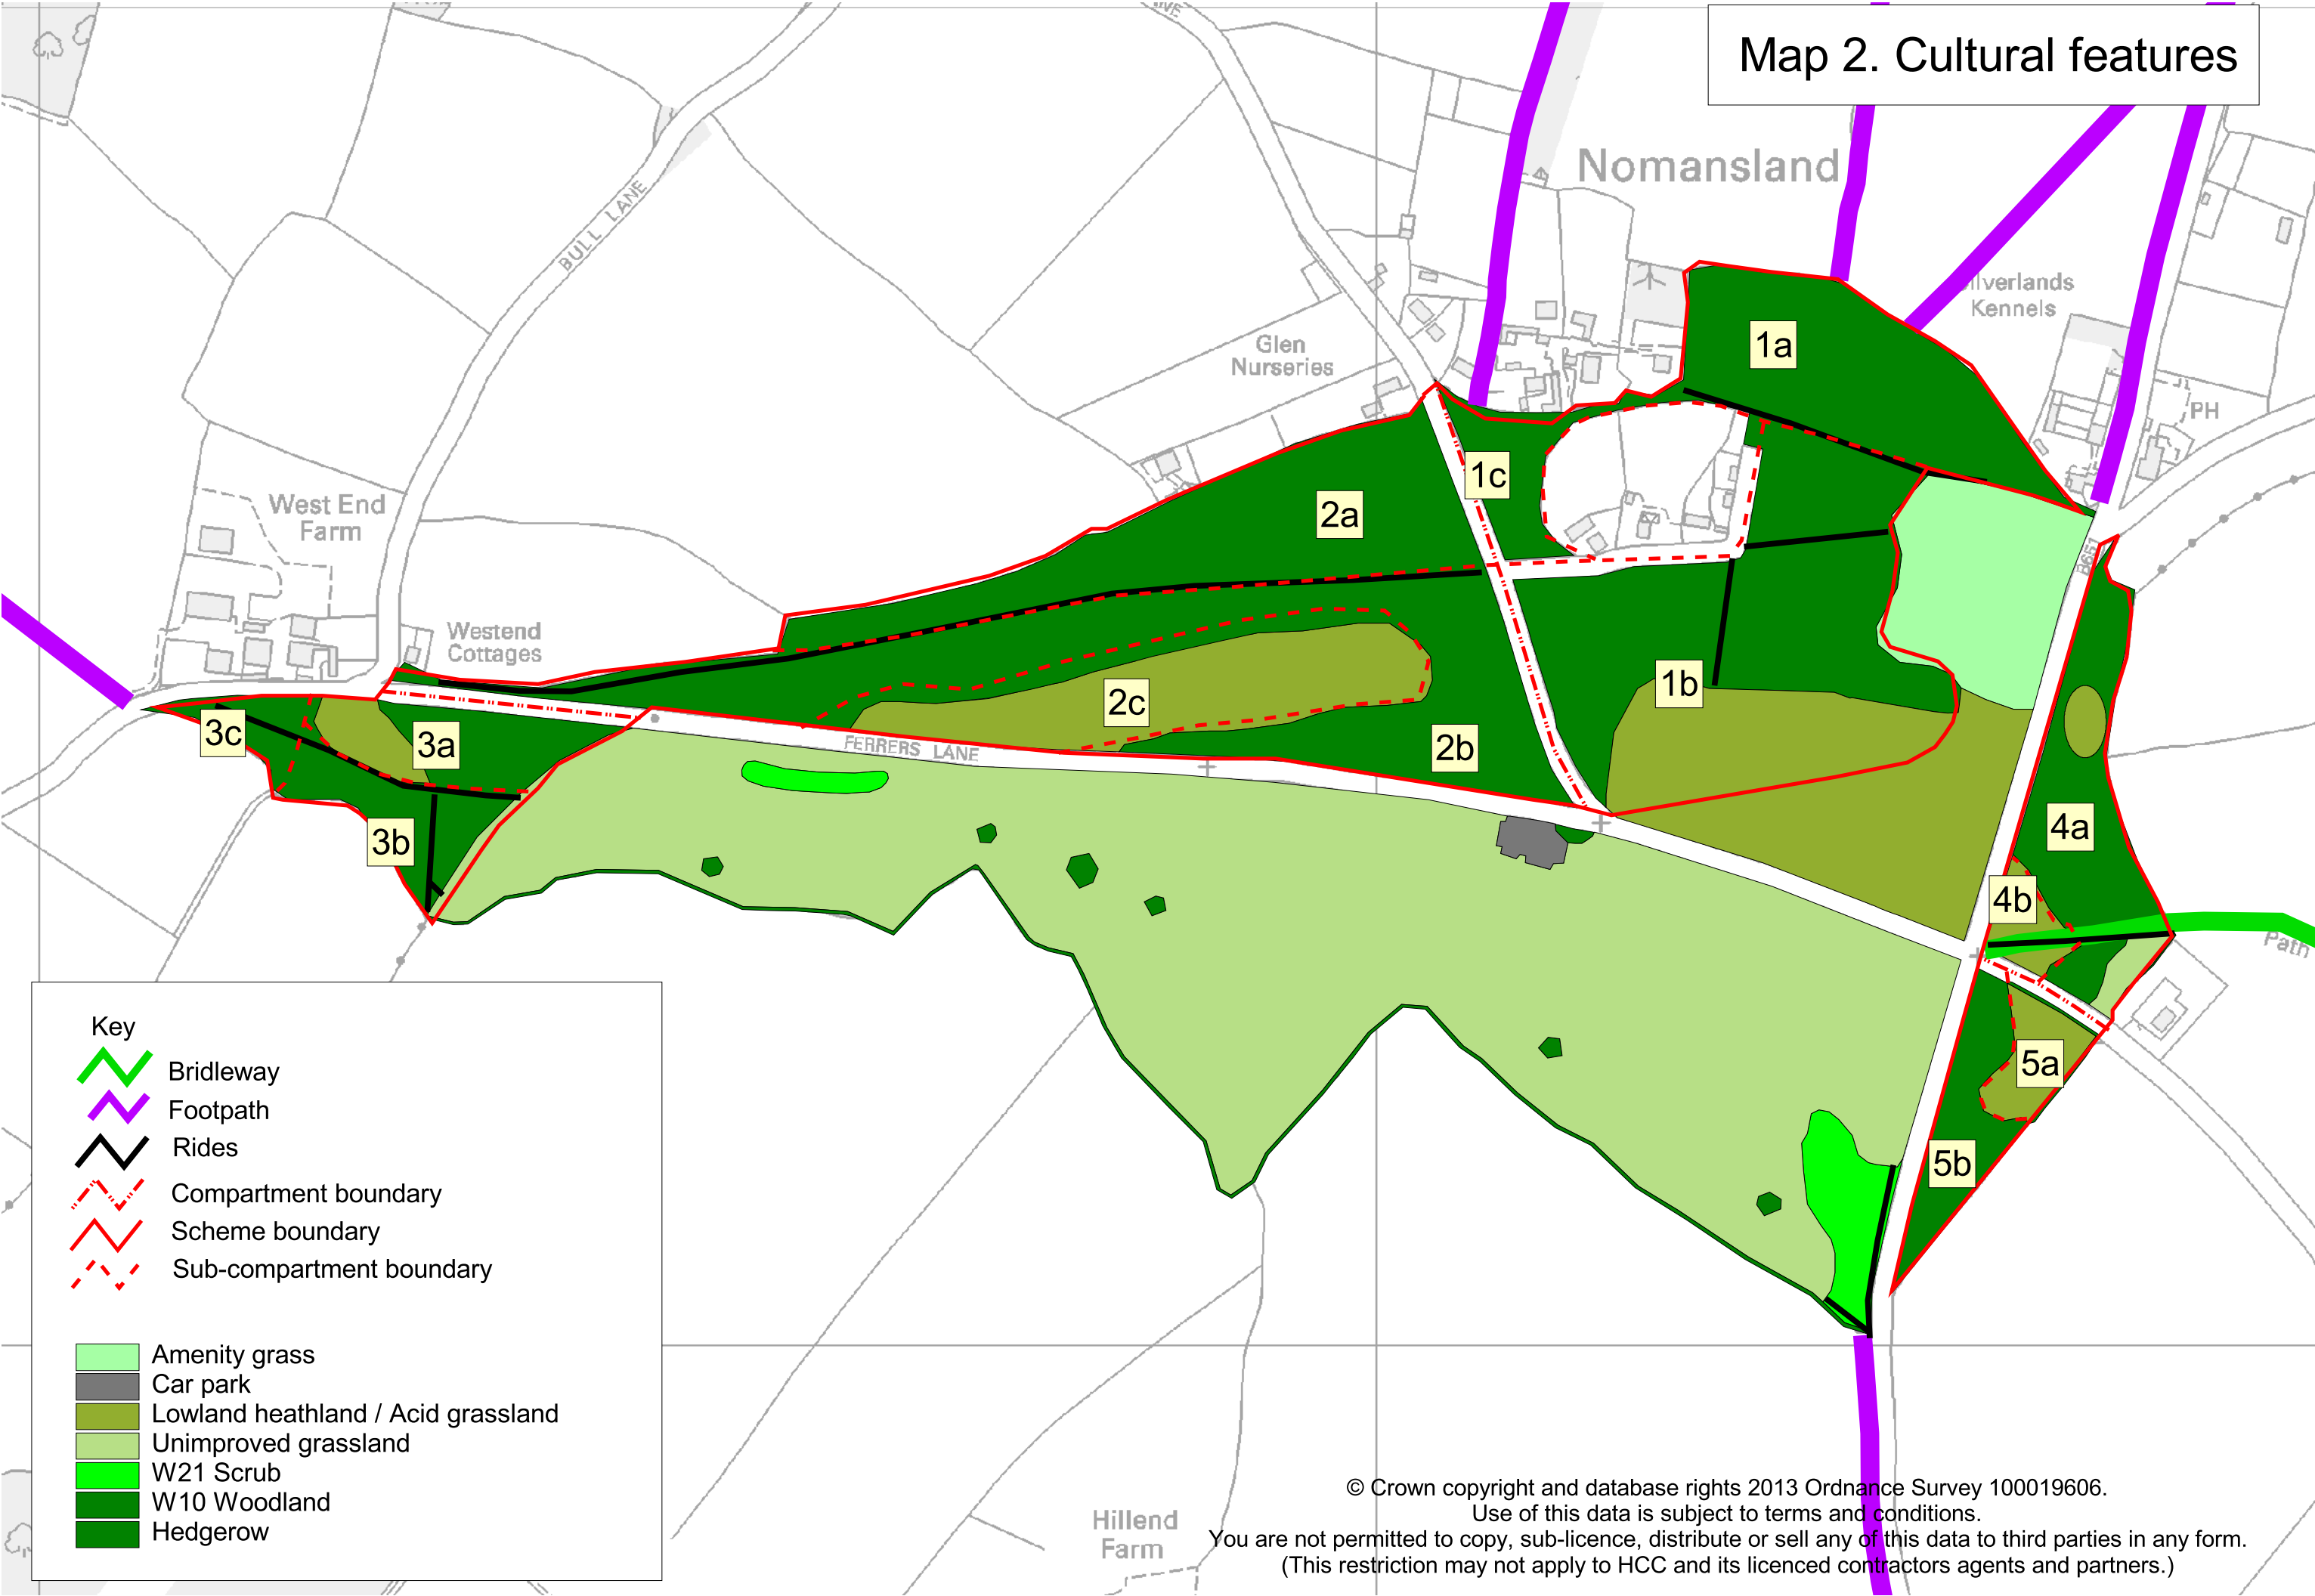 Map 2. Cultural features
Nomansland
BULL LANE
Kennels
Glen
Nurseries
PH
West End
Farm
Westend
Cottages
B651
FERRERS LANE
Path
1a
1c
2a
1b
2c
2b
3c
3a
3b
4a
4b
5a
5b
Key
Bridleway
Footpath
Rides
Compartment boundary
Scheme boundary
Sub-compartment boundary
Amenity grass
Car park
Lowland heathland / Acid grassland
Unimproved grassland
W21 Scrub
W10 Woodland
Hedgerow
Hillend
Farm
© Crown copyright and database rights 2013 Ordnance Survey 100019606.
Use of this data is subject to terms and conditions.
You are not permitted to copy, sub-licence, distribute or sell any of this data to third parties in any form.
(This restriction may not apply to HCC and its licenced contractors agents and partners.)